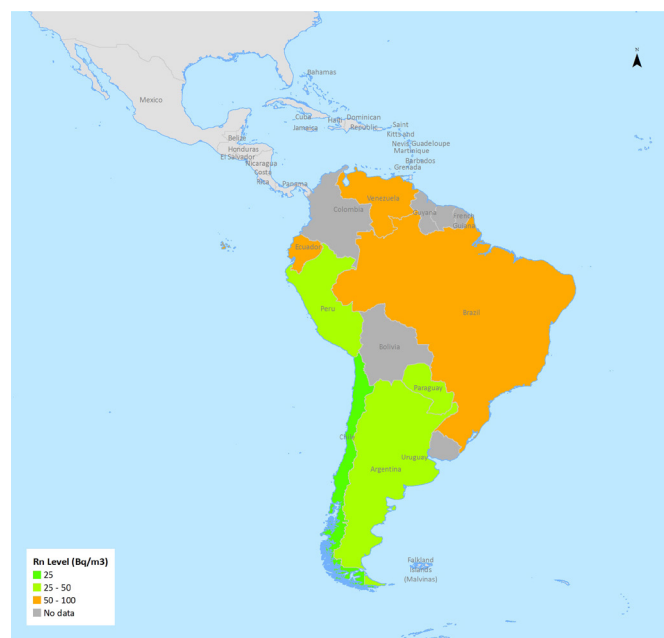 N
Bahamas
Mexico
Cuba
Haiti
Dominican
Republic
Jamaica
Saint
Kitts and
Nevis
Guadeloupe
Belize
Martinique
Honduras
El Salvador
Barbados
Nicaragua
Grenada
Costa
Rica
Panama
Venezuela
Colombia
Guyana
French
Guiana
Ecuador
Peru
Brazil
Bolivia
Paraguay
Chile
Uruguay
Argentina
Falkland
Islands
(Malvinas)
Rn Level (Bq/m3)
25
25 - 50
50 - 100
No data